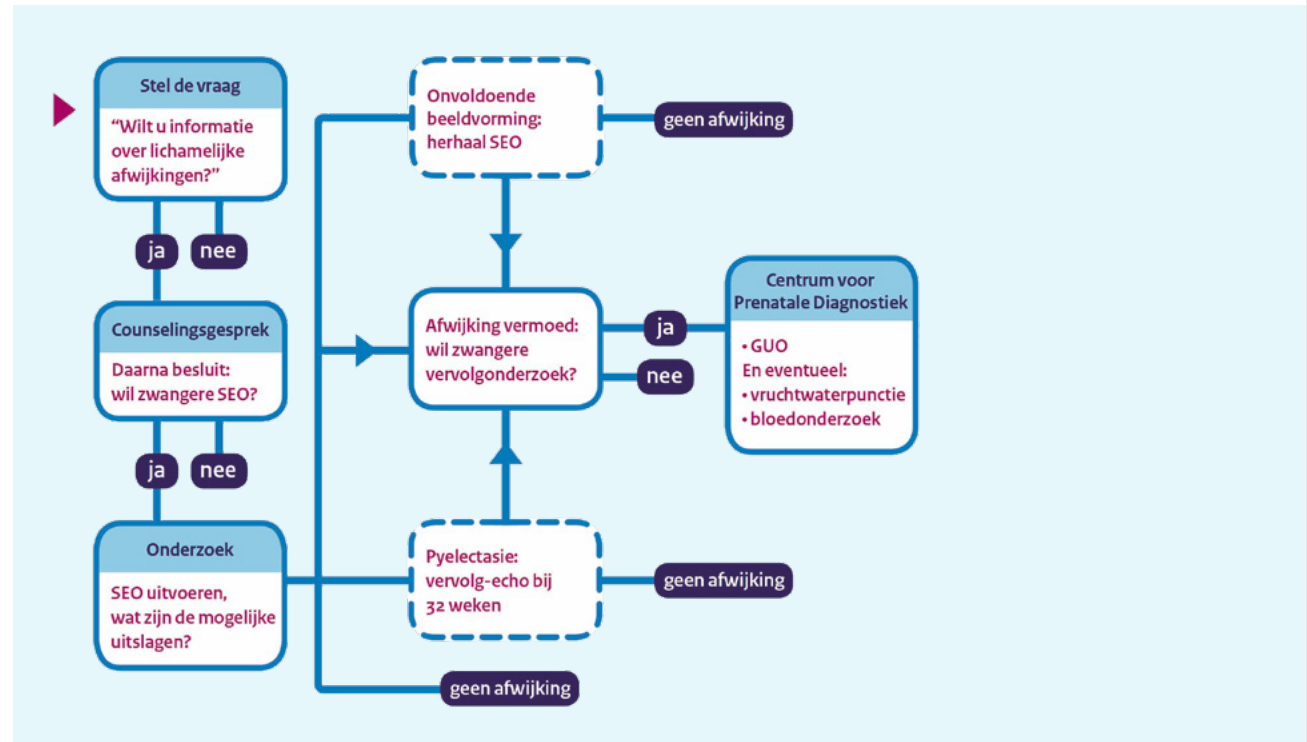 Stel de vraag
“Wilt u informatie
over lichamelijke
afwijkingen?”
ja
nee
Counselingsgesprek
Daarna besluit:
wil zwangere SEO?
ja
nee
Onderzoek
SEO uitvoeren,
wat zijn de mogelijke
uitslagen?
Onvoldoende
beeldvorming:
herhaal SEO
geen afwijking
Afwijking vermoed:
wil zwangere
vervolgonderzoek?
ja
nee
Centrum voor
Prenatale Diagnostiek
• GUO
En eventueel:
• vruchtwaterpunctie
• bloedonderzoek
Pyelectasie:
vervolg-echo bij
32 weken
geen afwijking
geen afwijking